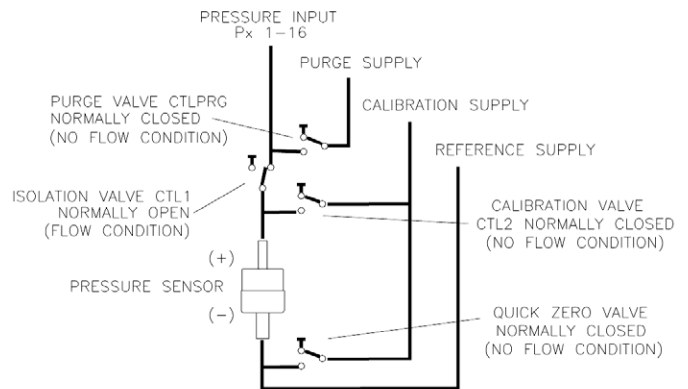 PRESSURE INPUT
Px 1-16
PURGE SUPPLY
PURGE VALVE CTLPRG
NORMALLY CLOSED
(NO FLOW CONDITION)
CALIBRATION SUPPLY
REFERENCE SUPPLY
ISOLATION VALVE CTL1
NORMALLY OPEN
(FLOW CONDITION)
CALIBRATION VALVE
CTL2 NORMALLY CLOSED
(NO FLOW CONDITION)
(+)
PRESSURE SENSOR
(-)
QUICK ZERO VALVE
NORMALLY CLOSED
(NO FLOW CONDITION)